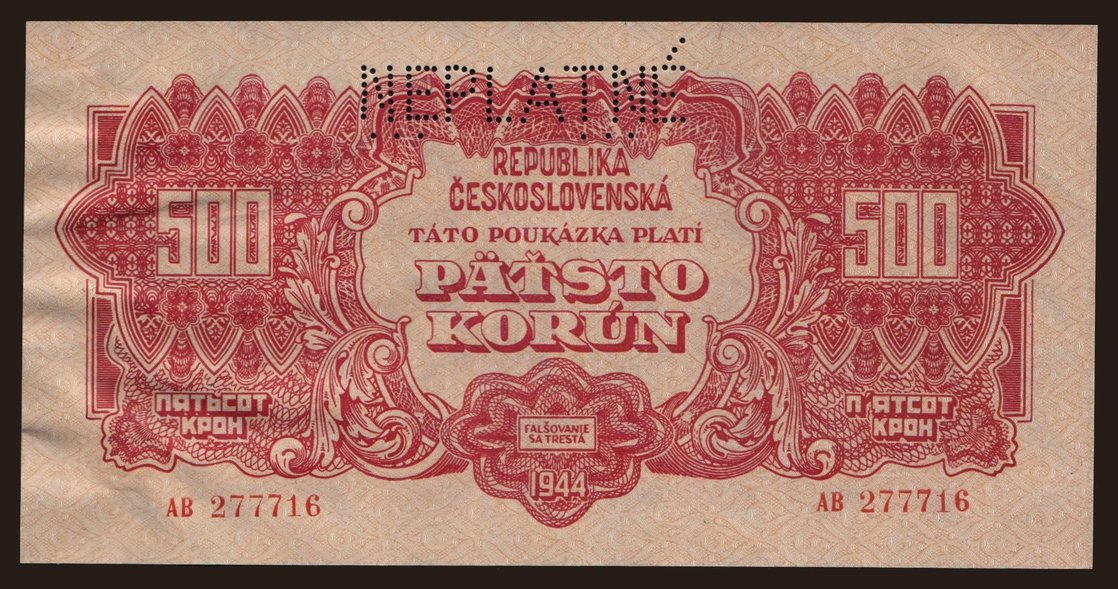 NEPLATNÉ
REPUBLIKA
ČESKOSLOVENSKÁ
TÁTO POUKÁZKA PLATÍ
PÄŤSTO
KORÚN
500
500
ПЯТЬСОТ
КРОН
П'ЯТСОТ
КРОН
FALŠOVANIE
SA TRESTÁ
1944
AB 277716
AB 277716